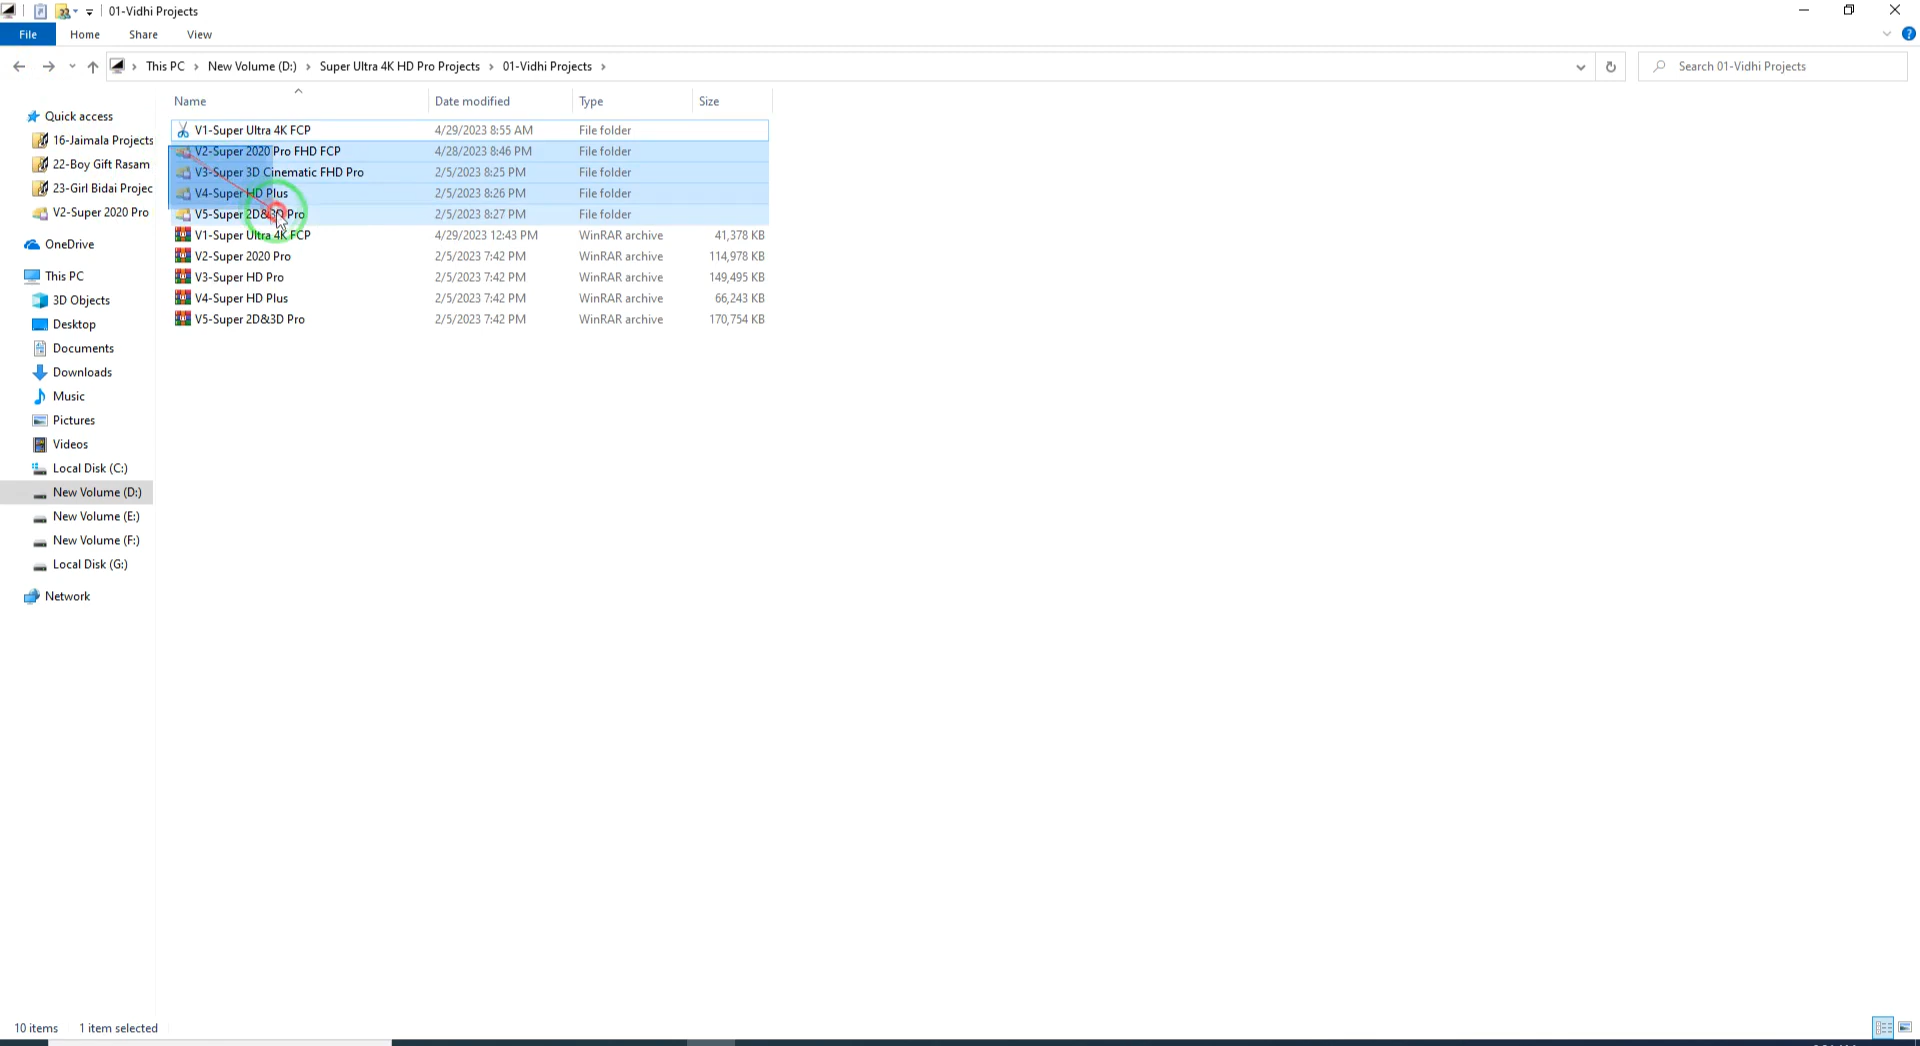 01-Vidhi Projects
File Home Share View
This PC New Volume (D:) Super Ultra 4K HD Pro Projects 01-Vidhi Projects
Search 01-Vidhi Projects
Name Date modified Type Size
Quick access
16-Jaimala Projects
22-Boy Gift Rasam
23-Girl Bidai Projec
V2-Super 2020 Pro
OneDrive
This PC
3D Objects
Desktop
Documents
Downloads
Music
Pictures
Videos
Local Disk (C:)
New Volume (D:)
New Volume (E:)
New Volume (F:)
Local Disk (G:)
Network
V1-Super Ultra 4K FCP 4/29/2023 8:55 AM File folder
V2-Super 2020 Pro FHD FCP 4/28/2023 8:46 PM File folder
V3-Super 3D Cinematic FHD Pro 2/5/2023 8:25 PM File folder
V4-Super HD Plus 2/5/2023 8:26 PM File folder
V5-Super 2D&3D Pro 2/5/2023 8:27 PM File folder
V1-Super Ultra 4K FCP 4/29/2023 12:43 PM WinRAR archive 41,378 KB
V2-Super 2020 Pro 2/5/2023 7:42 PM WinRAR archive 114,978 KB
V3-Super HD Pro 2/5/2023 7:42 PM WinRAR archive 149,495 KB
V4-Super HD Plus 2/5/2023 7:42 PM WinRAR archive 66,243 KB
V5-Super 2D&3D Pro 2/5/2023 7:42 PM WinRAR archive 170,754 KB
10 items 1 item selected